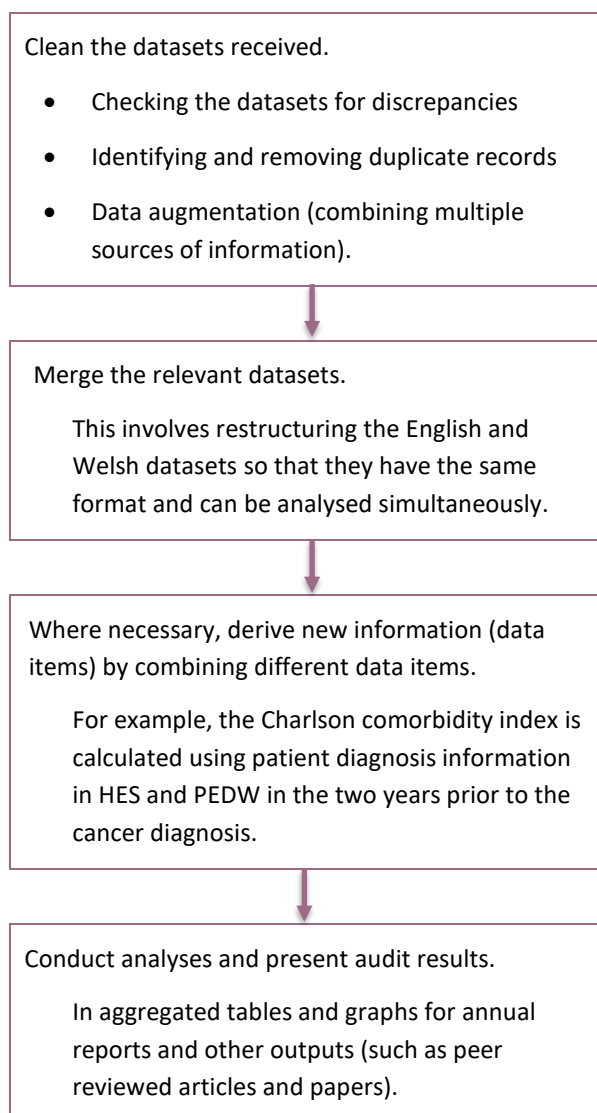 Clean the datasets received.
• Checking the datasets for discrepancies
• Identifying and removing duplicate records
• Data augmentation (combining multiple
sources of information).
Merge the relevant datasets.
This involves restructuring the English and
Welsh datasets so that they have the same
format and can be analysed simultaneously.
Where necessary, derive new information (data
items) by combining different data items.
For example, the Charlson comorbidity index is
calculated using patient diagnosis information
in HES and PEDW in the two years prior to the
cancer diagnosis.
Conduct analyses and present audit results.
In aggregated tables and graphs for annual
reports and other outputs (such as peer
reviewed articles and papers).